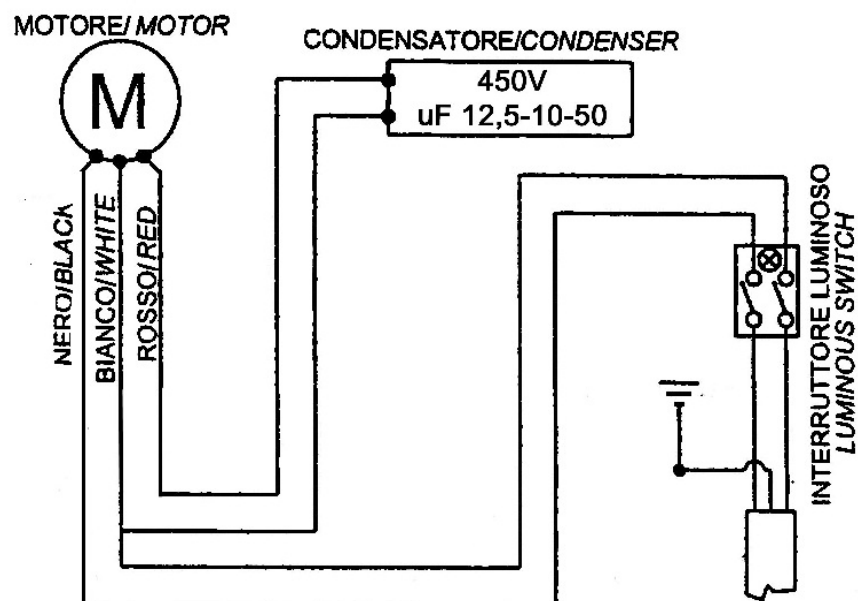 MOTORE/ MOTOR
M
CONDENSATORE/CONDENSER
450V
uF 12,5-10-50
NERO/BLACK
BIANCO/WHITE
ROSSO/RED
INTERRUTTORE LUMINOSO
LUMINOUS SWITCH